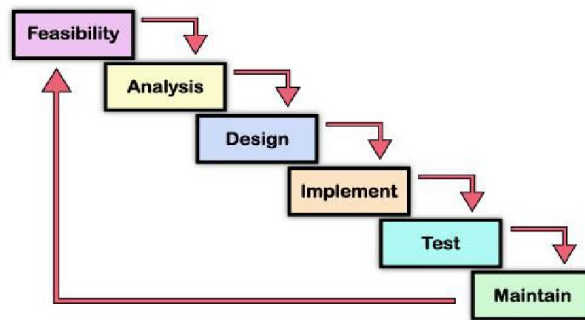 Feasibility
Analysis
Design
Implement
Test
Maintain